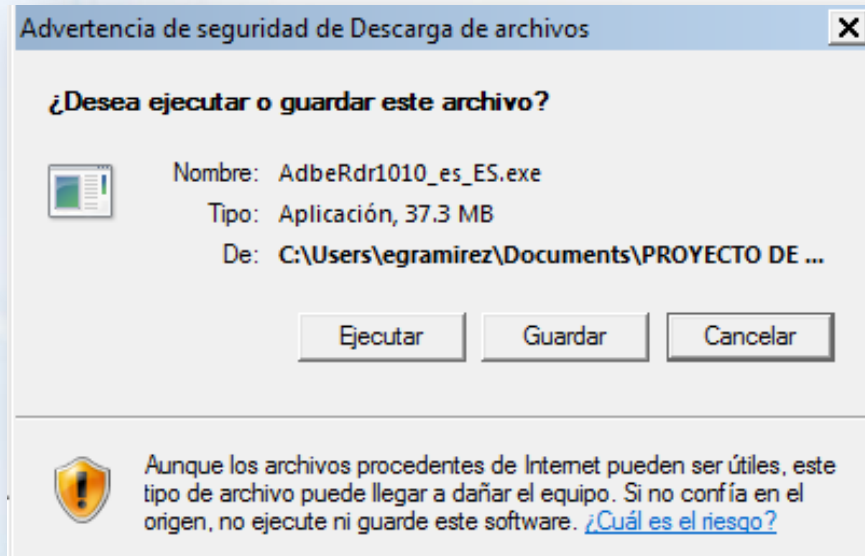 Advertencia de seguridad de Descarga de archivos
¿Desea ejecutar o guardar este archivo?
Nombre: AdbeRdr1010_es_ES.exe
Tipo: Aplicación, 37.3 MB
De: C:\Users\egramirez\Documents\PROYECTO DE ...
Ejecutar Guardar Cancelar
Aunque los archivos procedentes de Internet pueden ser útiles, este
tipo de archivo puede llegar a dañar el equipo. Si no confía en el
origen, no ejecute ni guarde este software. ¿Cuál es el riesgo?